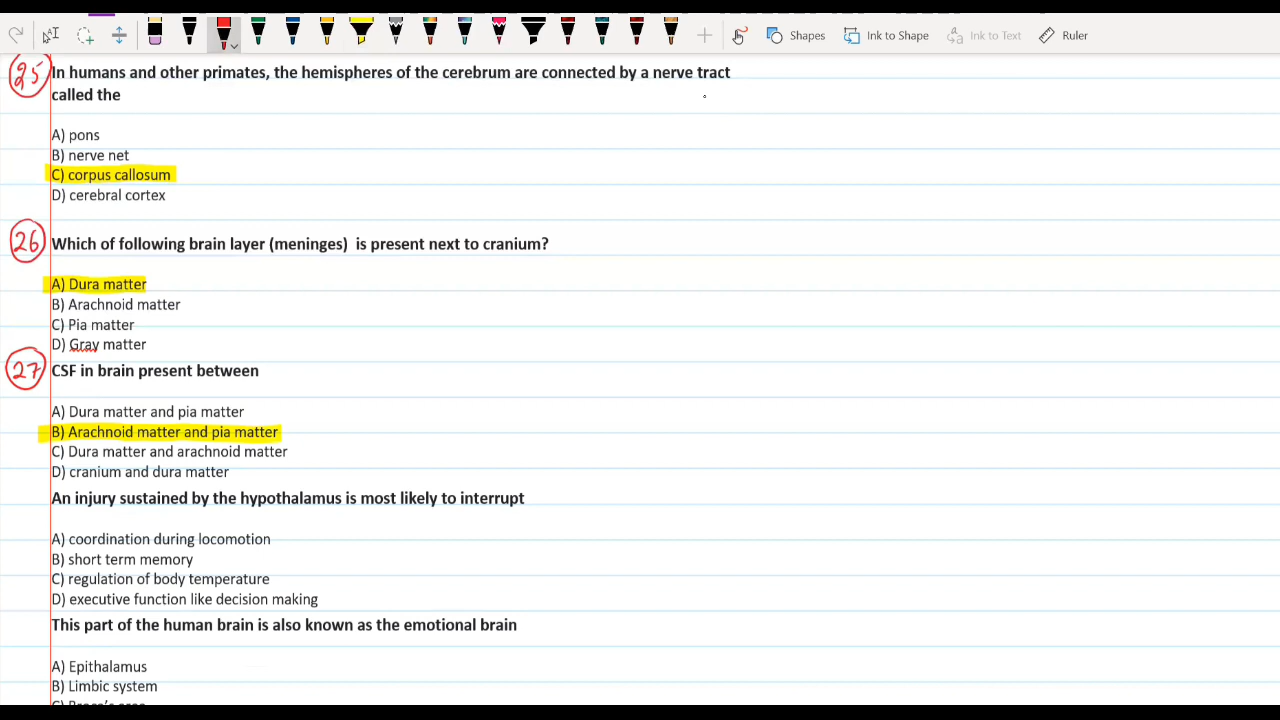 Shapes
Ink to Shape
Ink to Text
Ruler
25
In humans and other primates, the hemispheres of the cerebrum are connected by a nerve tract
called the
A) pons
B) nerve net
C) corpus callosum
D) cerebral cortex
26
Which of following brain layer (meninges) is present next to cranium?
A) Dura matter
B) Arachnoid matter
C) Pia matter
D) Gray matter
27
CSF in brain present between
A) Dura matter and pia matter
B) Arachnoid matter and pia matter
C) Dura matter and arachnoid matter
D) cranium and dura matter
An injury sustained by the hypothalamus is most likely to interrupt
A) coordination during locomotion
B) short term memory
C) regulation of body temperature
D) executive function like decision making
This part of the human brain is also known as the emotional brain
A) Epithalamus
B) Limbic system